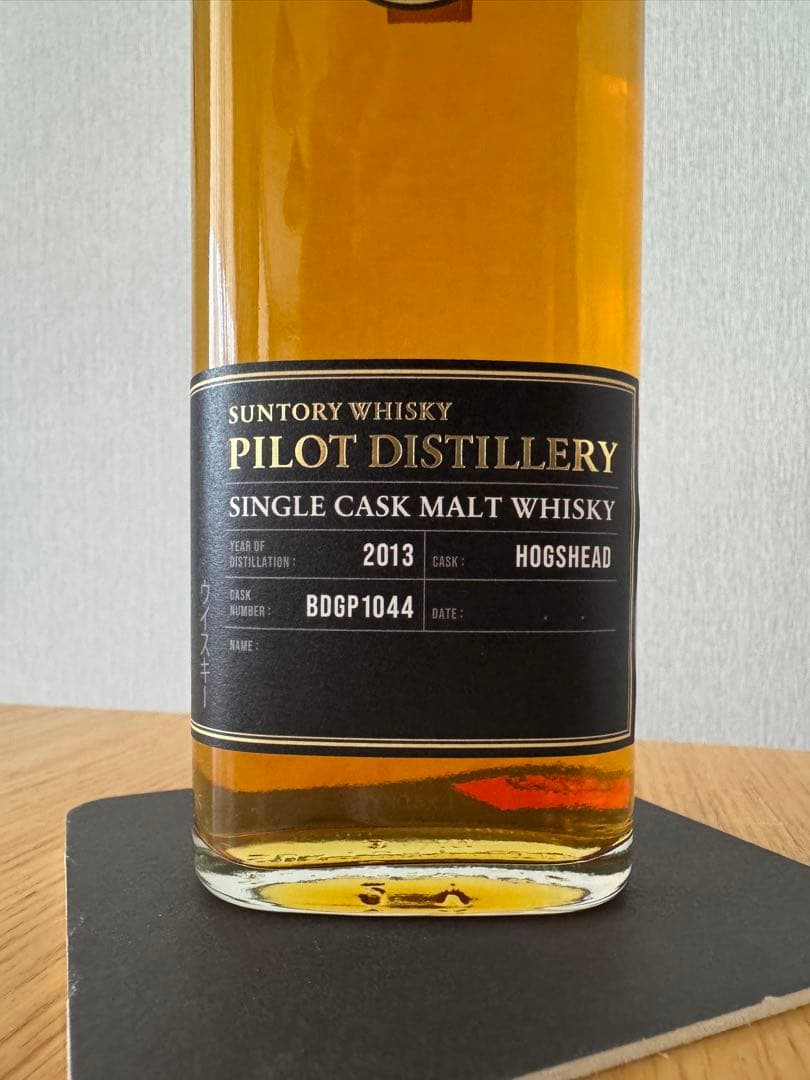 SUNTORY WHISKY
PILOT DISTILLERY
SINGLE CASK MALT WHISKY
YEAR OF
DISTILLATION : 2013
CASK : HOGSHEAD
CASK
NUMBER : BDGP1044
DATE : . .
NAME :
ウイスキー